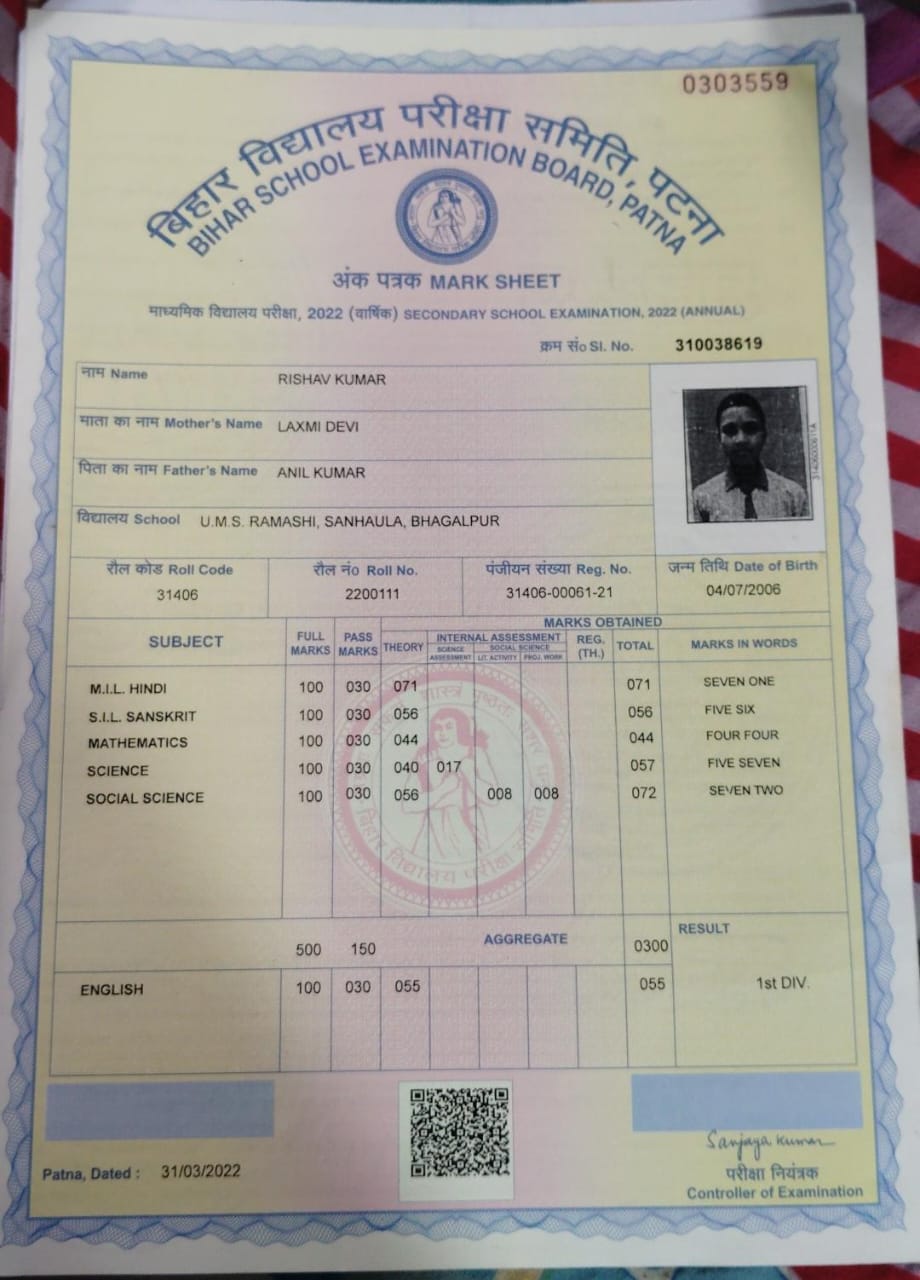 0303559
बिहार विद्यालय परीक्षा समिति, पटना
BIHAR SCHOOL EXAMINATION BOARD, PATNA
अंक पत्रक MARK SHEET
माध्यमिक विद्यालय परीक्षा, 2022 (वार्षिक) SECONDARY SCHOOL EXAMINATION, 2022 (ANNUAL)
क्रम सं० Sl. No. 310038619
नाम Name RISHAV KUMAR
माता का नाम Mother's Name LAXMI DEVI
पिता का नाम Father's Name ANIL KUMAR
विद्यालय School U.M.S. RAMASHI, SANHAULA, BHAGALPUR
रौल कोड Roll Code रौल नं० Roll No. पंजीयन संख्या Reg. No. जन्म तिथि Date of Birth
31406 2200111 31406-00061-21 04/07/2006
MARKS OBTAINED
SUBJECT FULL MARKS PASS MARKS THEORY INTERNAL ASSESSMENT SCIENCE ASSESSMENT SOCIAL SCIENCE LIT. ACTIVITY PROJ. WORK REG. (TH.) TOTAL MARKS IN WORDS
M.I.L. HINDI 100 030 071 071 SEVEN ONE
S.I.L. SANSKRIT 100 030 056 056 FIVE SIX
MATHEMATICS 100 030 044 044 FOUR FOUR
SCIENCE 100 030 040 017 057 FIVE SEVEN
SOCIAL SCIENCE 100 030 056 008 008 072 SEVEN TWO
बिहार विद्यालय परीक्षा समिति
500 150 AGGREGATE 0300 RESULT
ENGLISH 100 030 055 055 1st DIV.
Sanjaya Kumar
Patna, Dated : 31/03/2022
परीक्षा नियंत्रक
Controller of Examination